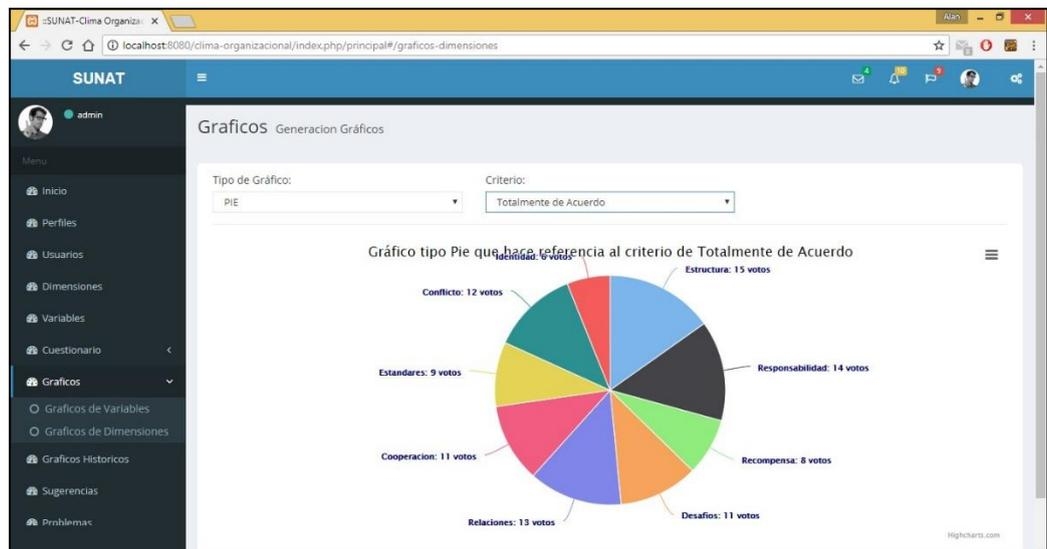 ::SUNAT-Clima Organizac
Alan
localhost:8080/clima-organizacional/index.php/principal#/graficos-dimensiones
SUNAT
4
10
9
admin
Graficos Generacion Gráficos
Menu
Inicio
Perfiles
Usuarios
Dimensiones
Variables
Cuestionario
Graficos
Graficos de Variables
Graficos de Dimensiones
Graficos Historicos
Sugerencias
Problemas
Tipo de Gráfico:
Criterio:
PIE
Totalmente de Acuerdo
Gráfico tipo Pie que hace referencia al criterio de Totalmente de Acuerdo
Identidad: 6 votos
Estructura: 15 votos
Conflicto: 12 votos
Responsabilidad: 14 votos
Estandares: 9 votos
Cooperacion: 11 votos
Recompensa: 8 votos
Desafios: 11 votos
Relaciones: 13 votos
Highcharts.com